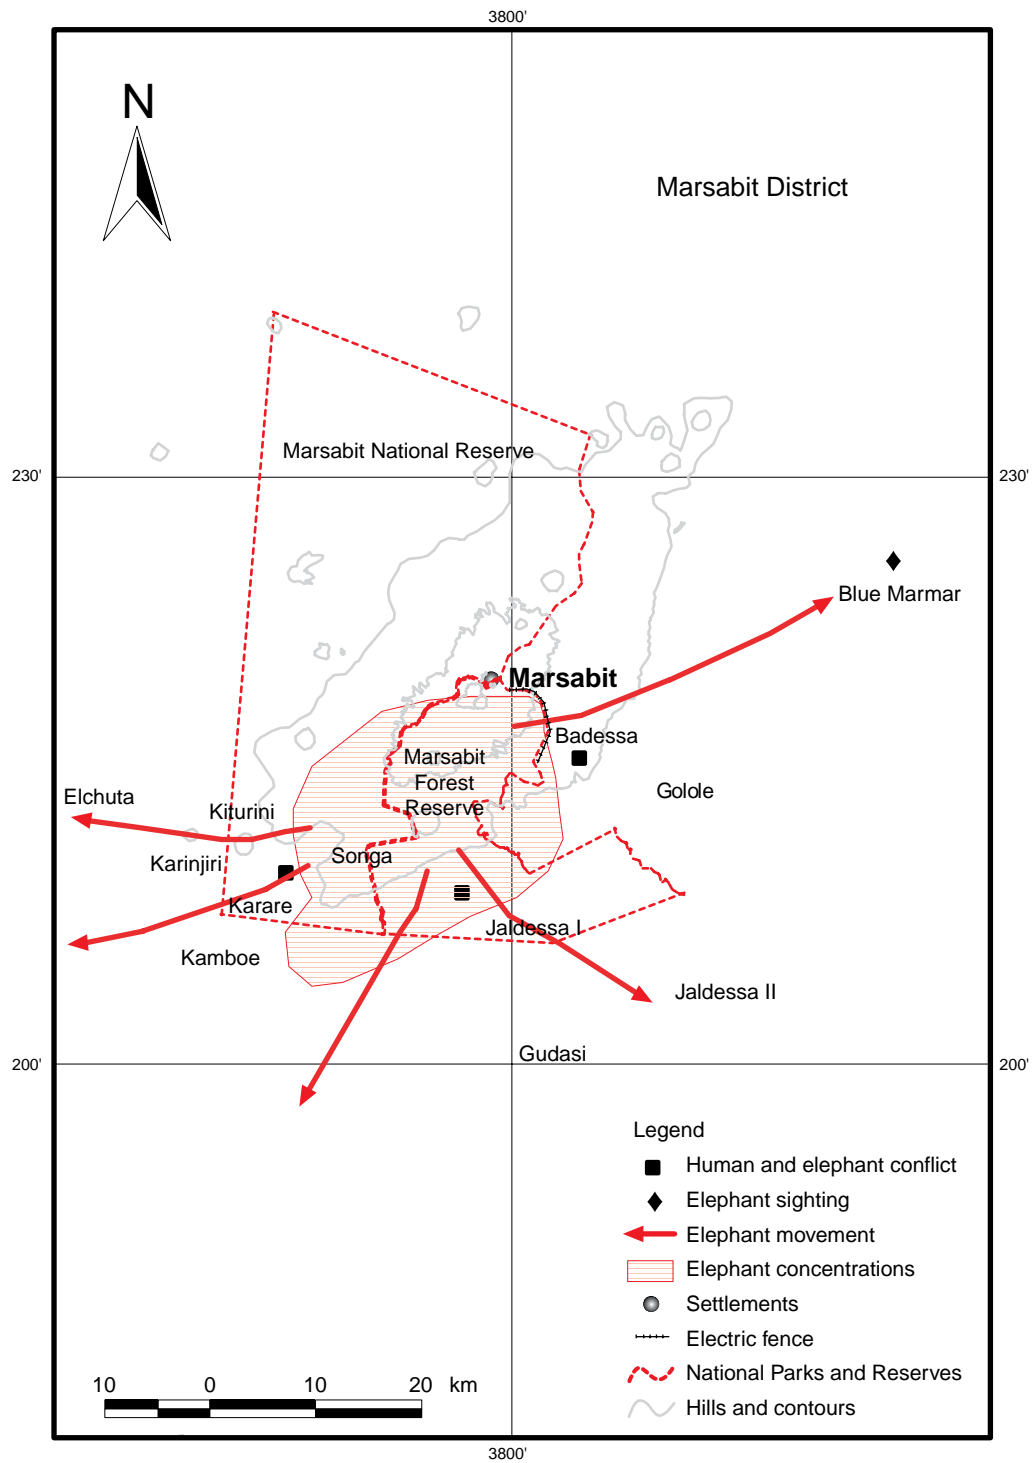 3800'
N
Marsabit District
Marsabit National Reserve
230'
230'
Blue Marmar
Marsabit
Badessa
Marsabit
Forest
Reserve
Golole
Elchuta
Kiturini
Songa
Karinjiri
Karare
Jaldessa I
Kamboe
Jaldessa II
Gudasi
200'
200'
Legend
Human and elephant conflict
Elephant sighting
Elephant movement
Elephant concentrations
Settlements
Electric fence
National Parks and Reserves
Hills and contours
10 0 10 20 km
3800'